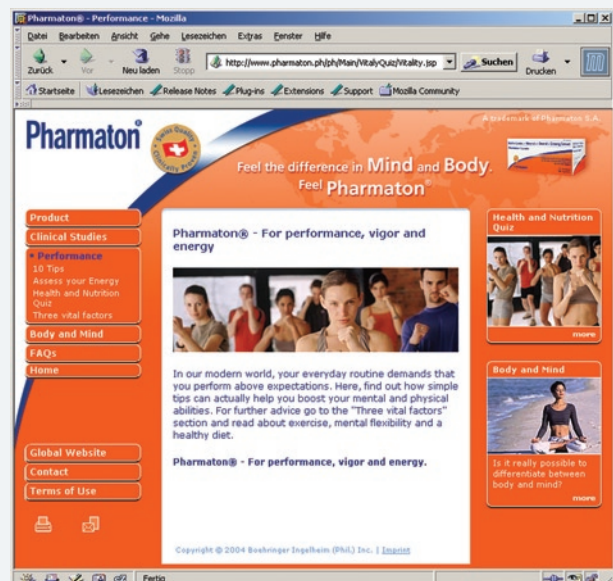 Pharmaton® - Performance - Mozilla
Datei Bearbeiten Ansicht Gehe Lesezeichen Extras Fenster Hilfe
Zurück Vor Neu laden Stopp http://www.pharmaton.ph/ph/Main/VitalyQuiz/Vitality.jsp Suchen Drucken
Startseite Lesezeichen Release Notes Plug-ins Extensions Support Mozilla Community
A trademark of Pharmaton S.A.
Pharmaton®
Swiss Quality
Clinically Proven
Feel the difference in Mind and Body.
Feel Pharmaton®
Product
Clinical Studies
• Performance
10 Tips
Assess your Energy
Health and Nutrition
Quiz
Three vital factors
Body and Mind
FAQs
Home
Global Website
Contact
Terms of Use
Pharmaton® - For performance, vigor and
energy
In our modern world, your everyday routine demands that
you perform above expectations. Here, find out how simple
tips can actually help you boost your mental and physical
abilities. For further advice go to the "Three vital factors"
section and read about exercise, mental flexibility and a
healthy diet.
Pharmaton® - For performance, vigor and energy.
Copyright © 2004 Boehringer Ingelheim (Phil.) Inc. | Imprint
Health and Nutrition
Quiz
more
Body and Mind
Is it really possible to
differentiate between
body and mind?
more
Fertig